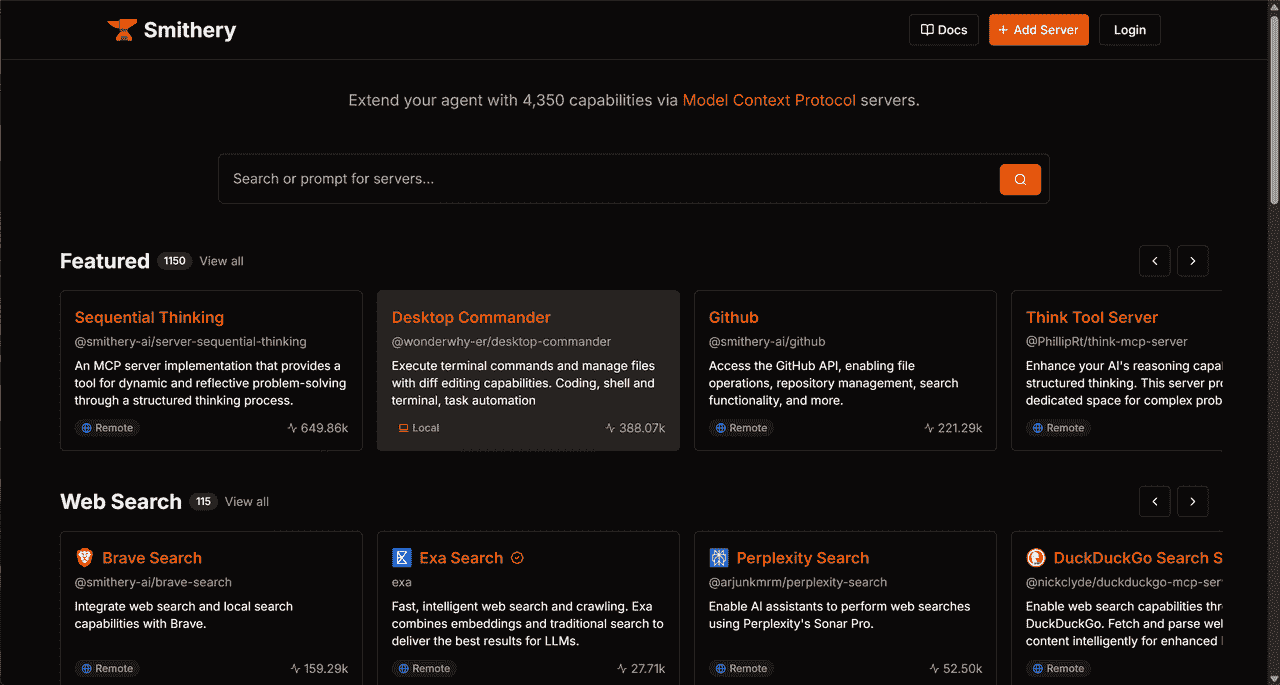 Smithery
Docs
+ Add Server
Login
Extend your agent with 4,350 capabilities via Model Context Protocol servers.
Search or prompt for servers...
Featured 1150 View all
Sequential Thinking
@smithery-ai/server-sequential-thinking
An MCP server implementation that provides a
tool for dynamic and reflective problem-solving
through a structured thinking process.
Remote 649.86k
Desktop Commander
@wonderwhy-er/desktop-commander
Execute terminal commands and manage files
with diff editing capabilities. Coding, shell and
terminal, task automation
Local 388.07k
Github
@smithery-ai/github
Access the GitHub API, enabling file
operations, repository management, search
functionality, and more.
Remote 221.29k
Think Tool Server
@PhillipRt/think-mcp-server
Enhance your AI's reasoning capa
structured thinking. This server pro
dedicated space for complex prob
Remote
Web Search 115 View all
Brave Search
@smithery-ai/brave-search
Integrate web search and local search
capabilities with Brave.
Remote 159.29k
Exa Search
exa
Fast, intelligent web search and crawling. Exa
combines embeddings and traditional search to
deliver the best results for LLMs.
Remote 27.71k
Perplexity Search
@arjunkmrm/perplexity-search
Enable AI assistants to perform web searches
using Perplexity's Sonar Pro.
Remote 52.50k
DuckDuckGo Search S
@nickclyde/duckduckgo-mcp-ser
Enable web search capabilities thr
DuckDuckGo. Fetch and parse wel
content intelligently for enhanced
Remote